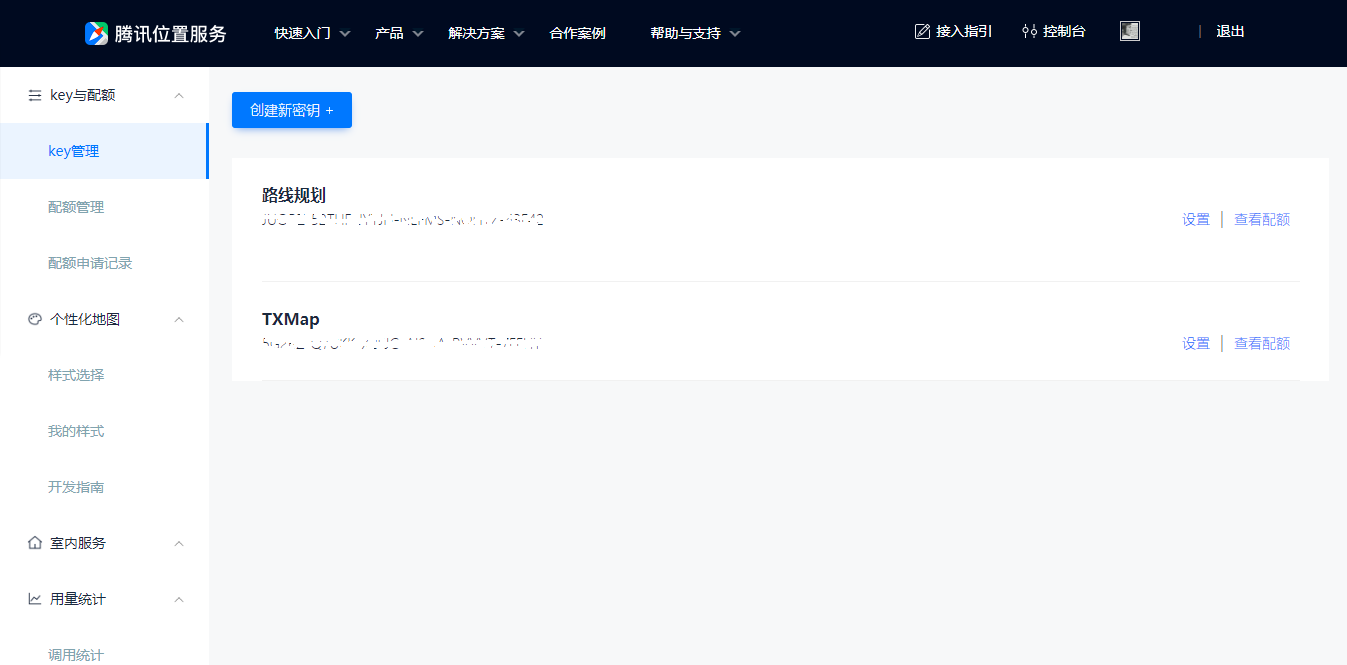 腾讯位置服务 快速入门 产品 解决方案 合作案例 帮助与支持 接入指引 控制台 | 退出
key与配额
创建新密钥 +
key管理
路线规划
配额管理
设置 | 查看配额
配额申请记录
个性化地图
TXMap
设置 | 查看配额
样式选择
我的样式
开发指南
室内服务
用量统计
调用统计